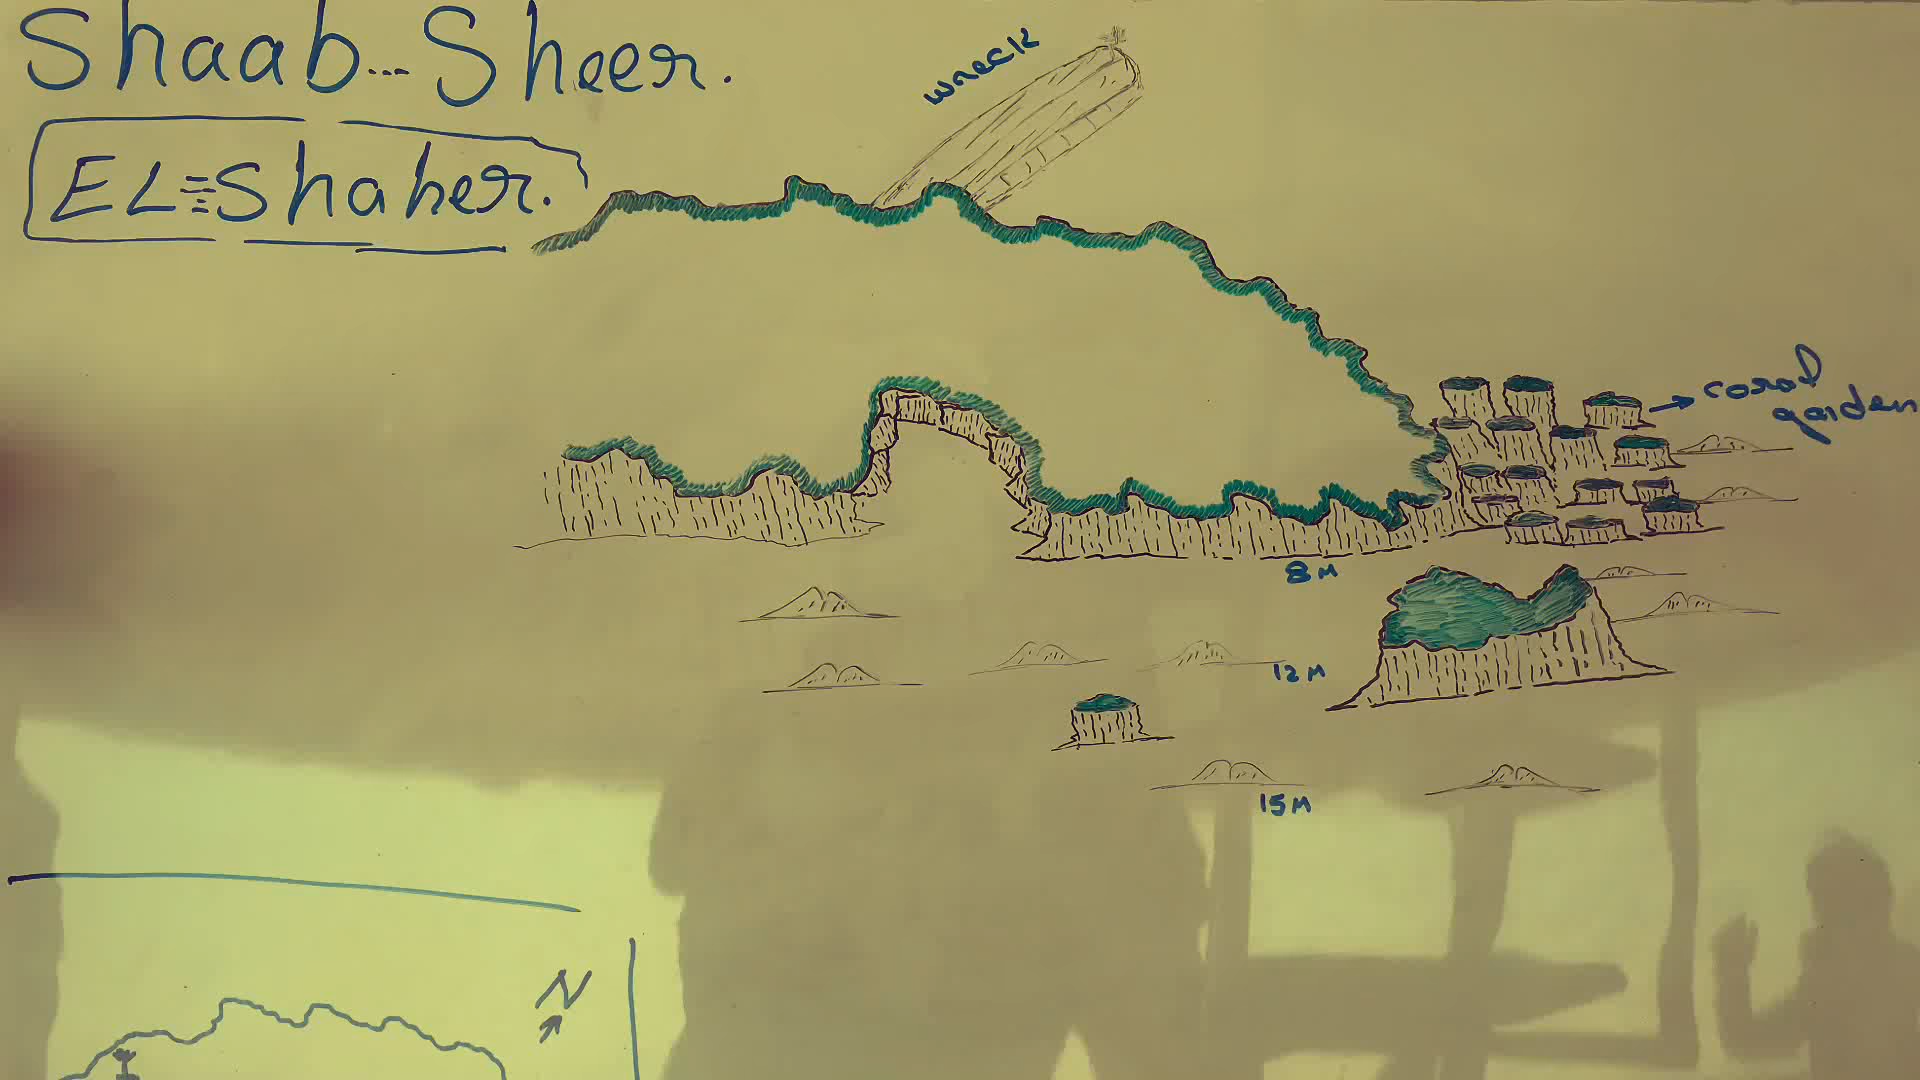 Shaab... Sheer.
EL Shaher.
wreck
coral
garden
8M
12M
15M
N